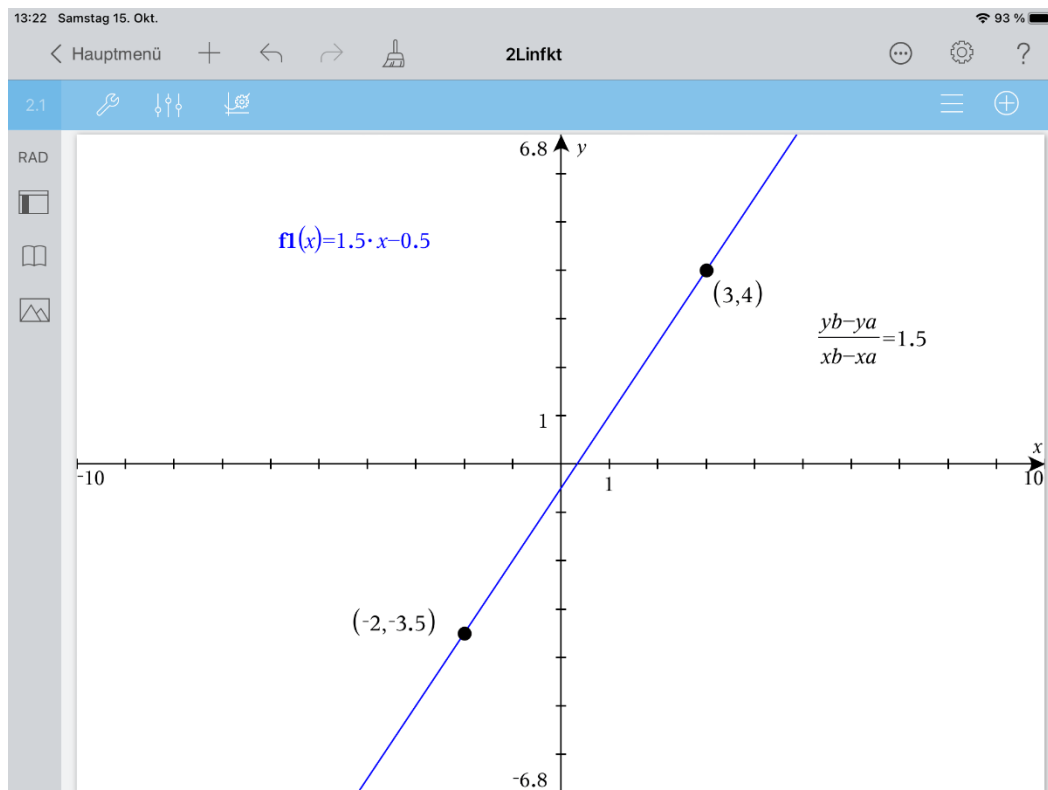 13:22 Samstag 15. Okt. 93 %
Hauptmenü 2Linfkt ?
2.1
RAD
6.8 y
f1(x)=1.5·x−0.5
(3,4)
yb−ya
xb−xa
=1.5
1
x
-10 1 10
(-2,-3.5)
-6.8